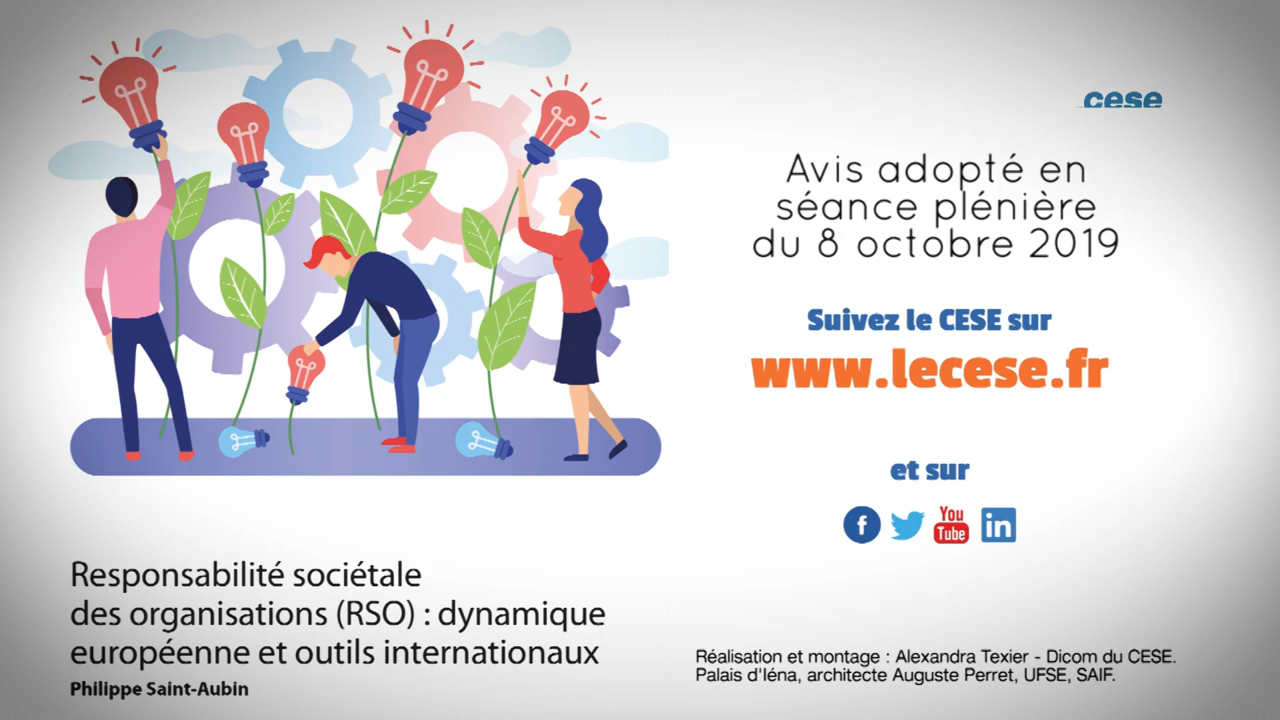 cese
Avis adopté en
séance plénière
du 8 octobre 2019
Suivez le CESE sur
www.lecese.fr
et sur
f
You
Tube
in
Responsabilité sociétale
des organisations (RSO) : dynamique
européenne et outils internationaux
Philippe Saint-Aubin
Réalisation et montage : Alexandra Texier - Dicom du CESE.
Palais d'Iéna, architecte Auguste Perret, UFSE, SAIF.